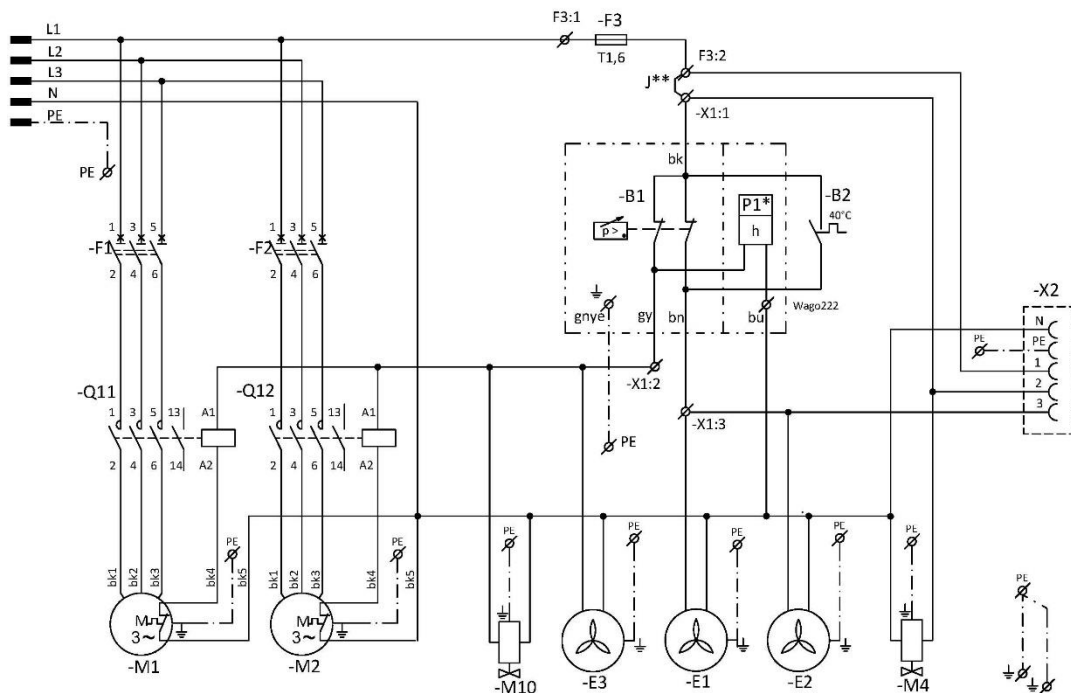 L1
L2
L3
N
PE
PE
F3:1
-F3
T1,6
F3:2
J**
-X1:1
bk
-B1
p >
P1*
h
-B2
40°C
gnye
gy
bn
bu
Wago222
PE
-X1:2
-X1:3
-X2
N
PE
PE
1
2
3
-F1
1 3 5
2 4 6
-F2
1 3 5
2 4 6
-Q11
1 3 5 13 A1
2 4 6 14 A2
-Q12
1 3 5 13 A1
2 4 6 14 A2
bk1 bk2 bk3 bk4 bk5
PE
M
3~
-M1
bk1 bk2 bk3 bk4 bk5
PE
M
3~
-M2
PE
-M10
PE
-E3
PE
-E1
PE
-E2
PE
-M4
PE